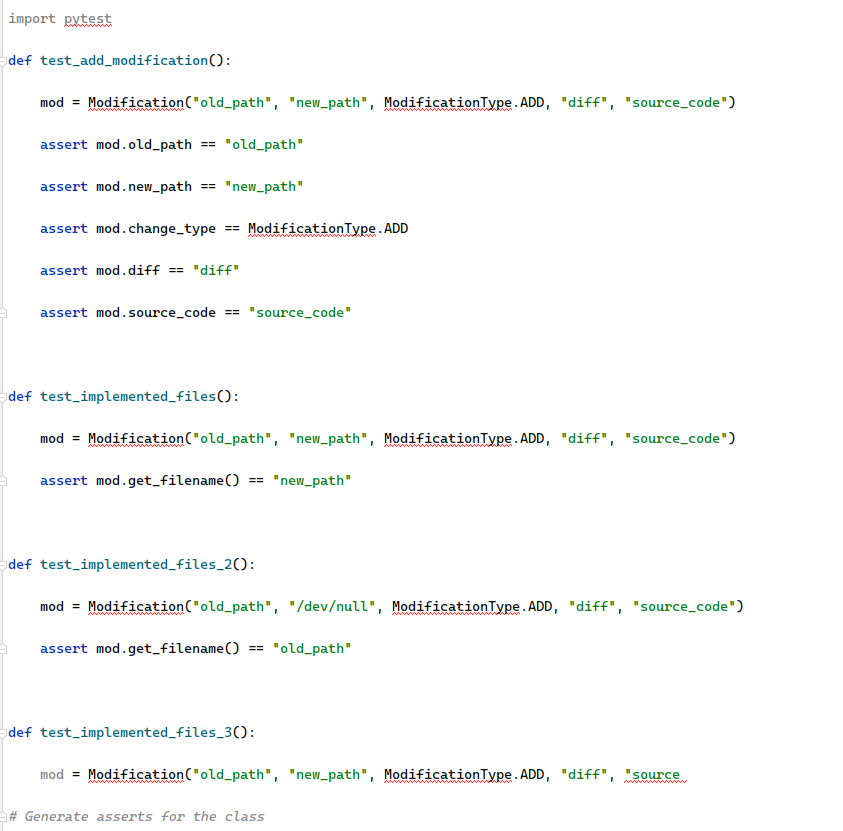 import pytest
def test_add_modification():
    mod = Modification("old_path", "new_path", ModificationType.ADD, "diff", "source_code")
    assert mod.old_path == "old_path"
    assert mod.new_path == "new_path"
    assert mod.change_type == ModificationType.ADD
    assert mod.diff == "diff"
    assert mod.source_code == "source_code"
def test_implemented_files():
    mod = Modification("old_path", "new_path", ModificationType.ADD, "diff", "source_code")
    assert mod.get_filename() == "new_path"
def test_implemented_files_2():
    mod = Modification("old_path", "/dev/null", ModificationType.ADD, "diff", "source_code")
    assert mod.get_filename() == "old_path"
def test_implemented_files_3():
    mod = Modification("old_path", "new_path", ModificationType.ADD, "diff", "source
# Generate asserts for the class